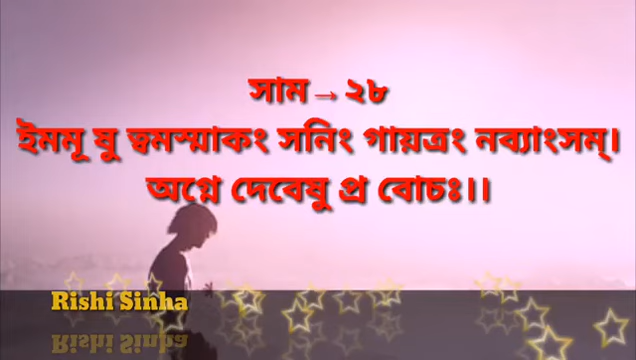 সাম→২৮
ইমমূ ষু ত্বমস্মাকং সনিং গায়ত্রং নব্যাংসম্।
অগ্নে দেবেষু প্র বোচঃ।।
Rishi Sinha